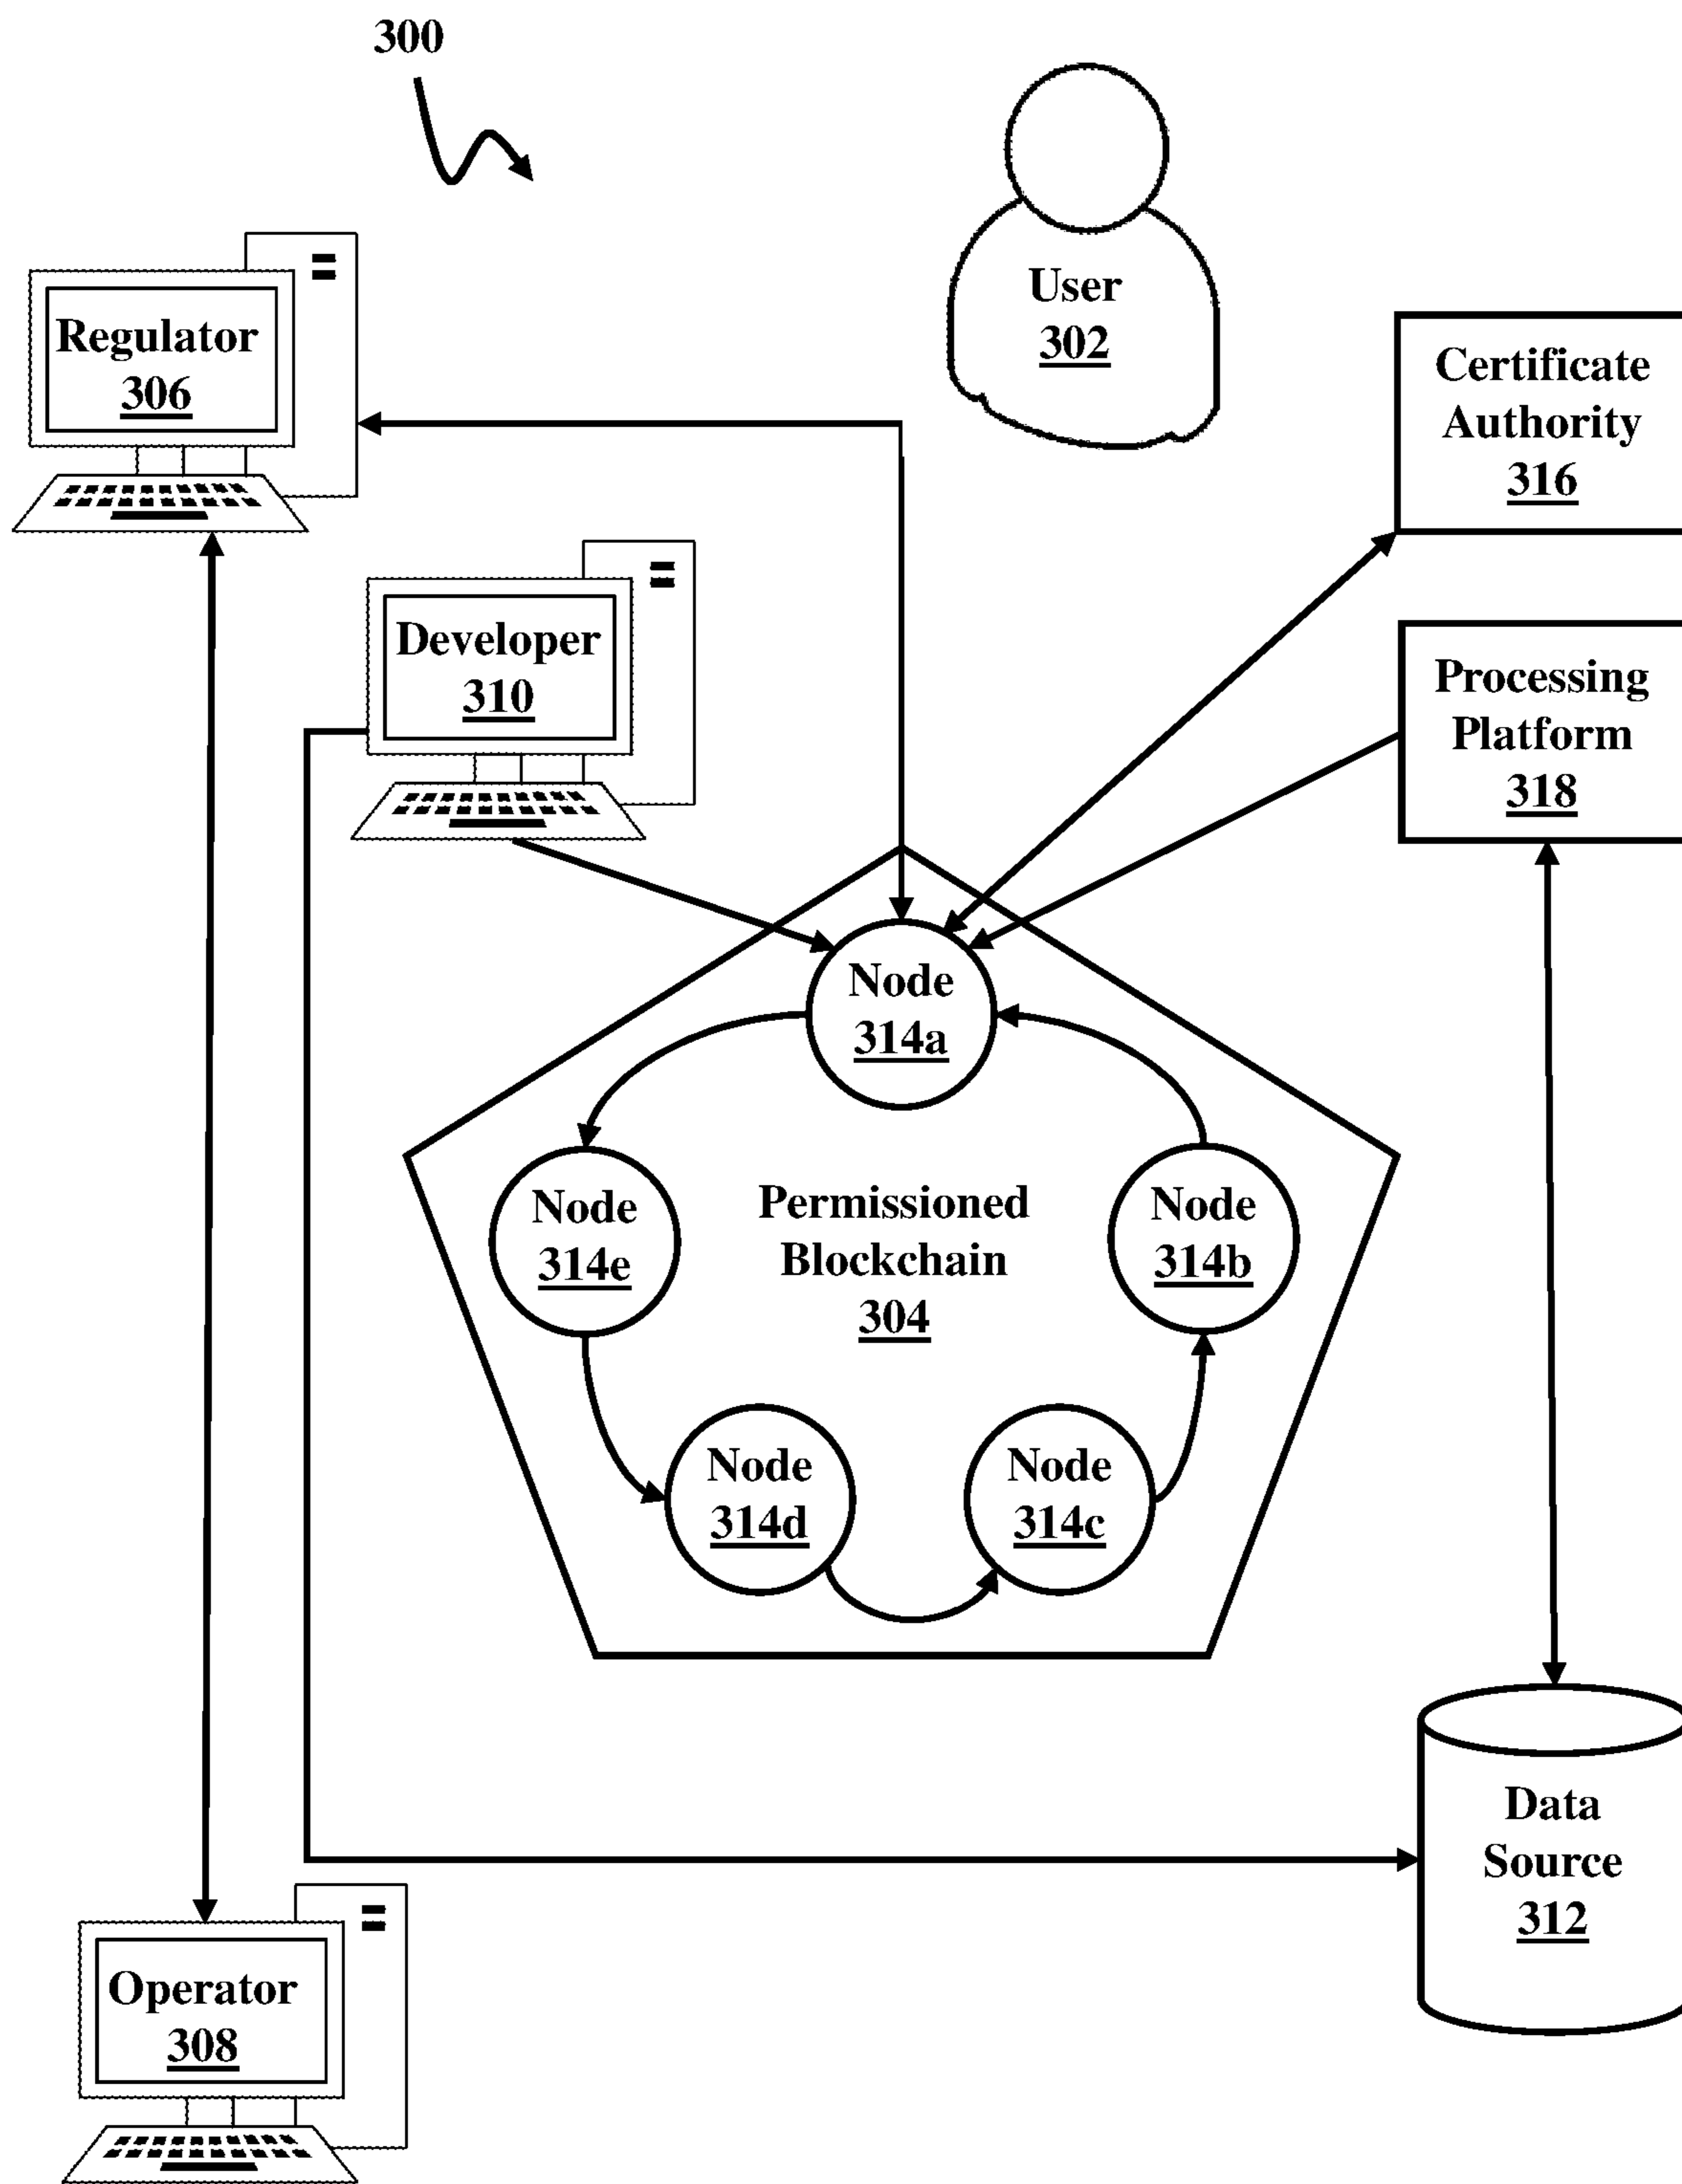 300
User
302
Regulator
306
Certificate
Authority
316
Developer
310
Processing
Platform
318
Node
314a
Node
314e
Permissioned
Blockchain
304
Node
314b
Node
314d
Node
314c
Data
Source
312
Operator
308